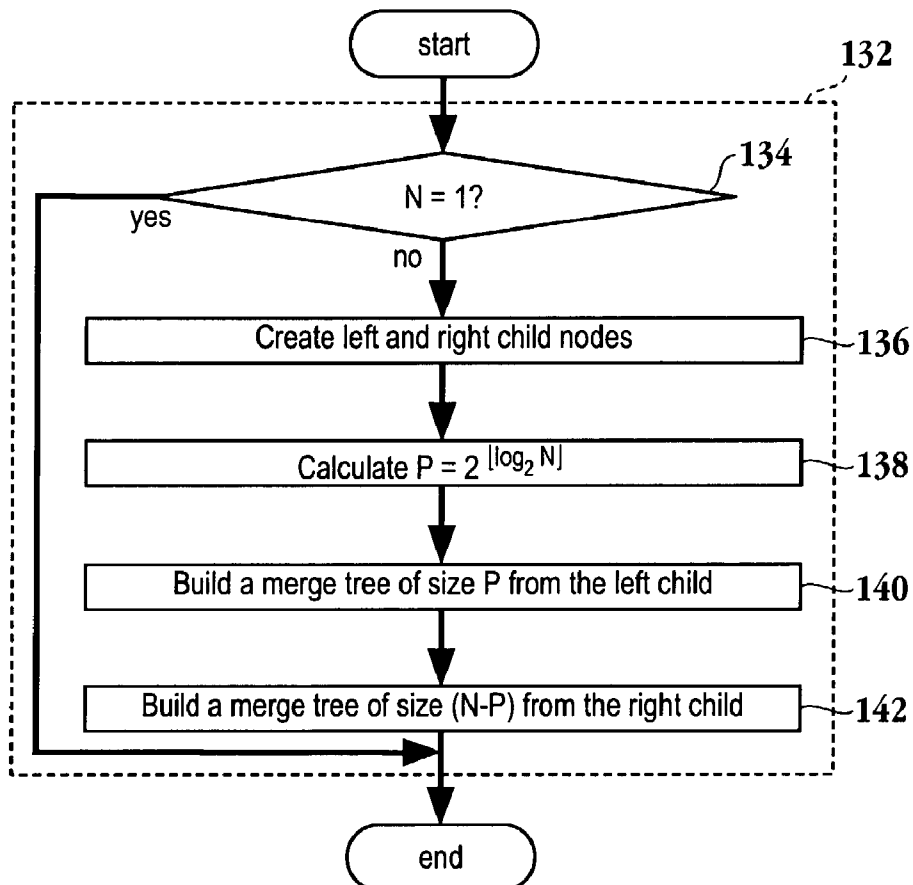 start
132
134
N = 1?
yes
no
Create left and right child nodes
136
Calculate P = 2^⌊log₂ N⌋
138
Build a merge tree of size P from the left child
140
Build a merge tree of size (N-P) from the right child
142
end